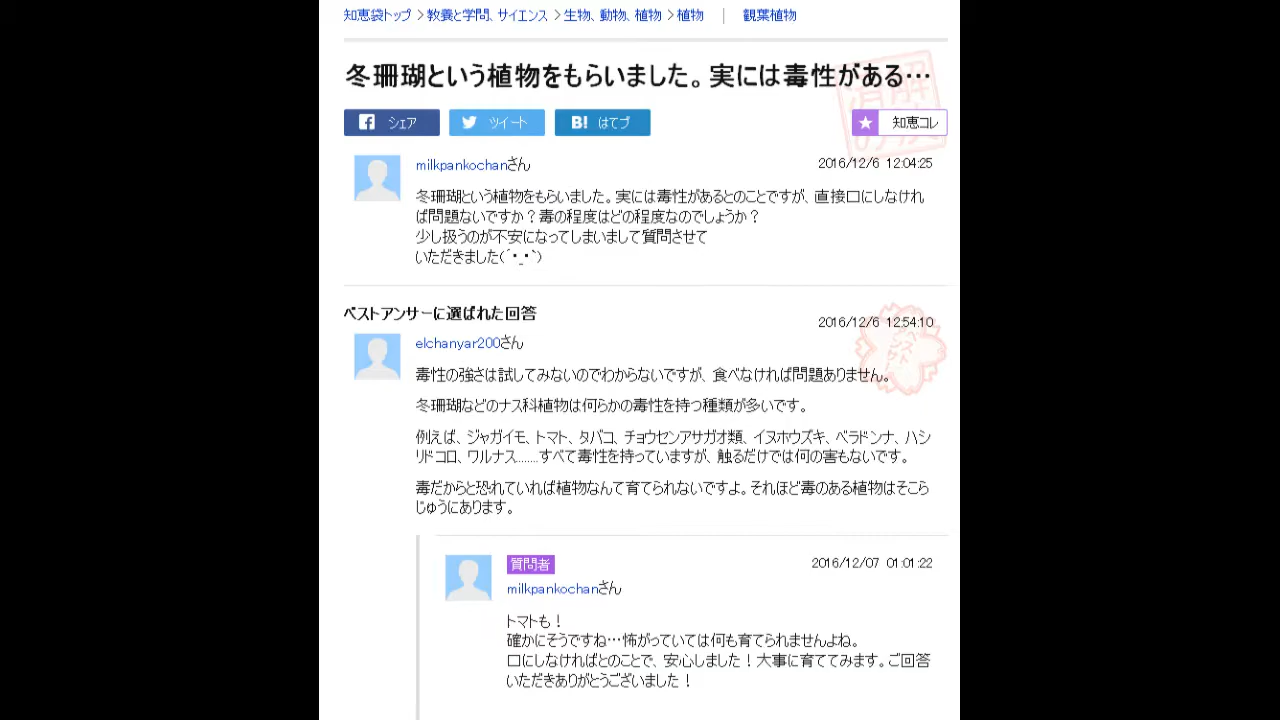 知恵袋トップ > 教養と学問、サイエンス > 生物、動物、植物 > 植物 | 観葉植物
冬珊瑚という植物をもらいました。実には毒性がある…
解決済み
シェア ツイート B! はてブ ★ 知恵コレ
milkpankochanさん 2016/12/6 12:04:25
冬珊瑚という植物をもらいました。実には毒性があるとのことですが、直接口にしなけれ
ば問題ないですか？毒の程度はどの程度なのでしょうか？
少し扱うのが不安になってしまいまして質問させて
いただきました(´･_･`)
ベストアンサーに選ばれた回答
ベストアンサー
elchanyar200さん 2016/12/6 12:54:10
毒性の強さは試してみないのでわからないですが、食べなければ問題ありません。
冬珊瑚などのナス科植物は何らかの毒性を持つ種類が多いです。
例えば、ジャガイモ、トマト、タバコ、チョウセンアサガオ類、イヌホウズキ、ベラドンナ、ハシ
リドコロ、ワルナス.......すべて毒性を持っていますが、触るだけでは何の害もないです。
毒だからと恐れていれば植物なんて育てられないですよ。それほど毒のある植物はそこら
じゅうにあります。
質問者 2016/12/07 01:01:22
milkpankochanさん
トマトも！
確かにそうですね…怖がっていては何も育てられませんよね。
口にしなければとのことで、安心しました！大事に育ててみます。ご回答
いただきありがとうございました！